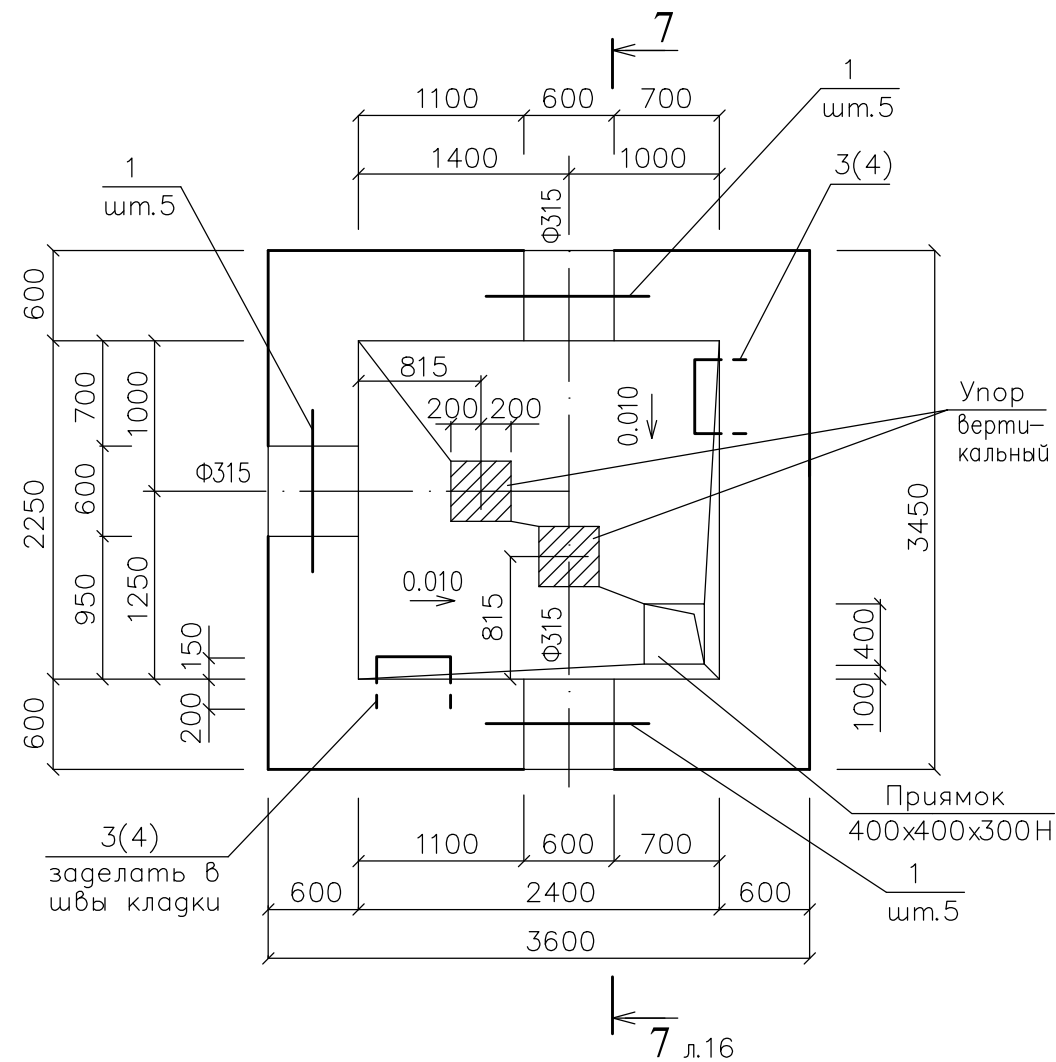 7
1
шт.5
1100
600
700
1400
1000
3(4)
1
шт.5
Ф315
600
2250
600
700
600
950
1000
1250
150
200
Ф315
815
200
200
0.010
Упор
верти-
кальный
3450
0.010
815
Ф315
400
100
Приямок
400х400х300Н
3(4)
заделать в
швы кладки
1100
600
700
1
шт.5
600
2400
600
3600
7 л.16